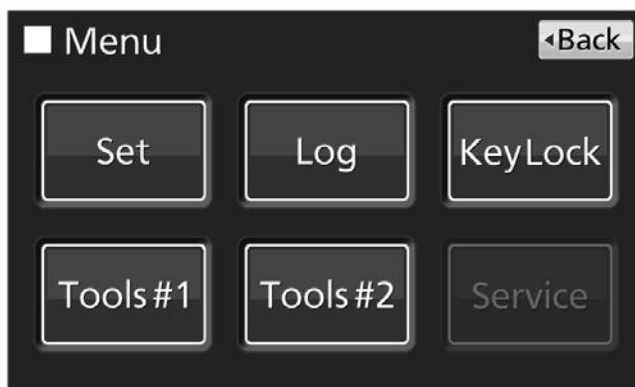 Menu
◂Back
Set
Log
KeyLock
Tools #1
Tools #2
Service